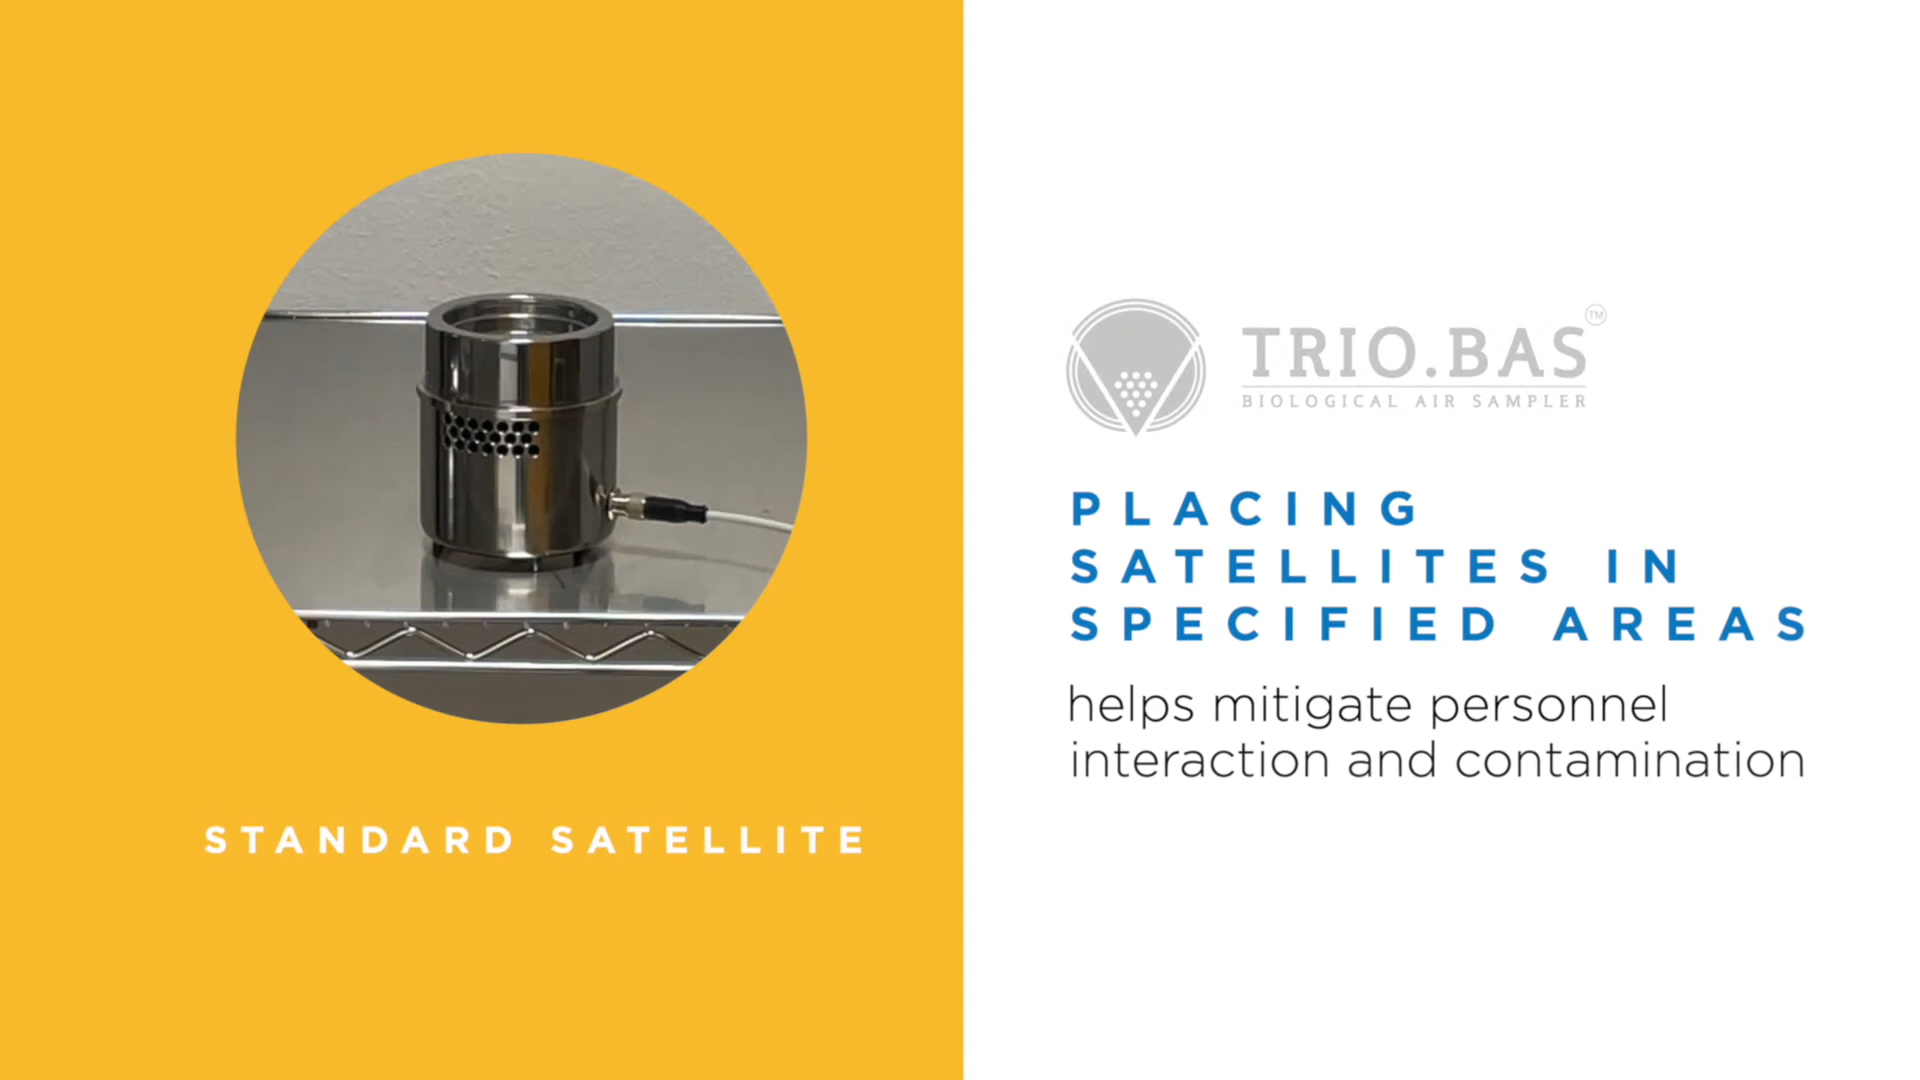 STANDARD SATELLITE
TRIO.BAS™
BIOLOGICAL AIR SAMPLER
PLACING
SATELLITES IN
SPECIFIED AREAS
helps mitigate personnel
interaction and contamination